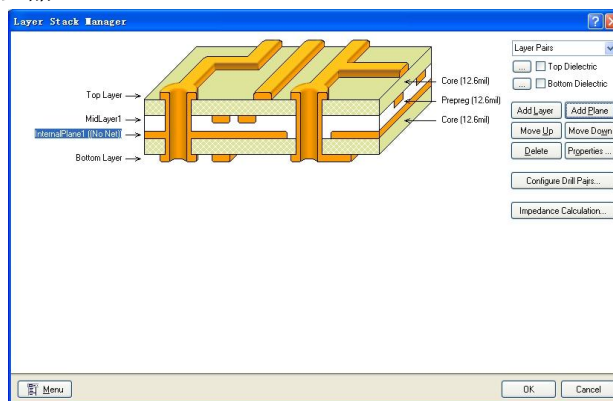 Layer Stack Manager
Layer Pairs
... Top Dielectric
... Bottom Dielectric
Top Layer
MidLayer1
InternalPlane1 ((No Net))
Bottom Layer
Core (12.6mil)
Prepreg (12.6mil)
Core (12.6mil)
Add Layer Add Plane
Move Up Move Down
Delete Properties ...
Configure Drill Pairs...
Impedance Calculation...
Menu
OK Cancel